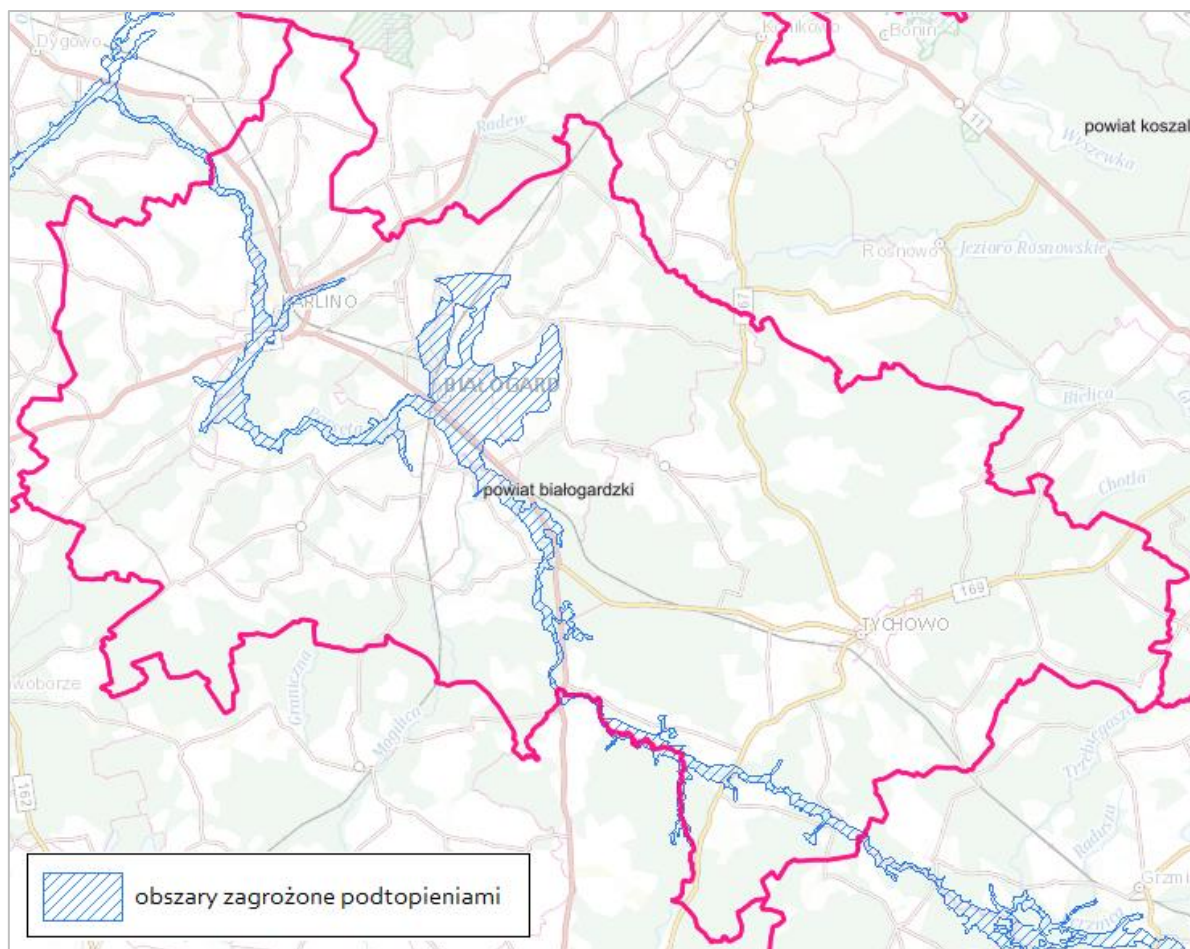 Dygowo
Bonin
11
powiat koszal
Wyszewka
Radew
Rosnowo
Jezioro Rosnowskie
KARLINO
BIAŁOGARD
Parsęta
Bielica
Chotla
powiat białogardzki
169
TYCHOWO
Graniczna
Mogilica
162
Radusza
Grzmi
obszary zagrożone podtopieniami